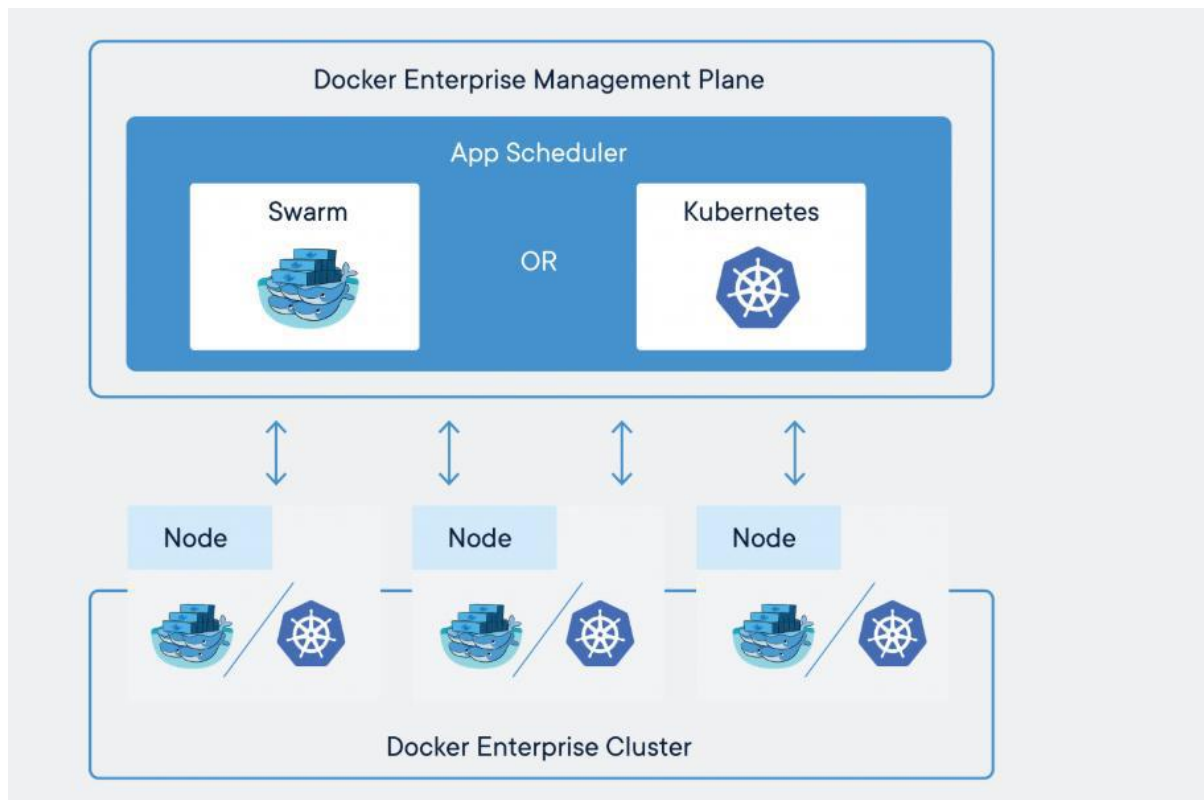 Docker Enterprise Management Plane
App Scheduler
Swarm
OR
Kubernetes
Node
Node
Node
Docker Enterprise Cluster